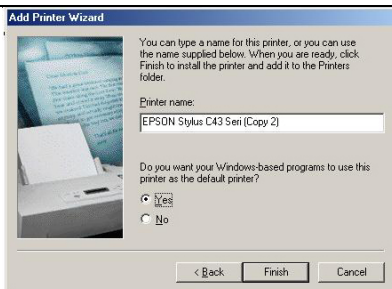 Add Printer Wizard
You can type a name for this printer, or you can use
the name supplied below. When you are ready, click
Finish to install the printer and add it to the Printers
folder.
Printer name:
EPSON Stylus C43 Seri (Copy 2)
Do you want your Windows-based programs to use this
printer as the default printer?
Yes
No
< Back
Finish
Cancel